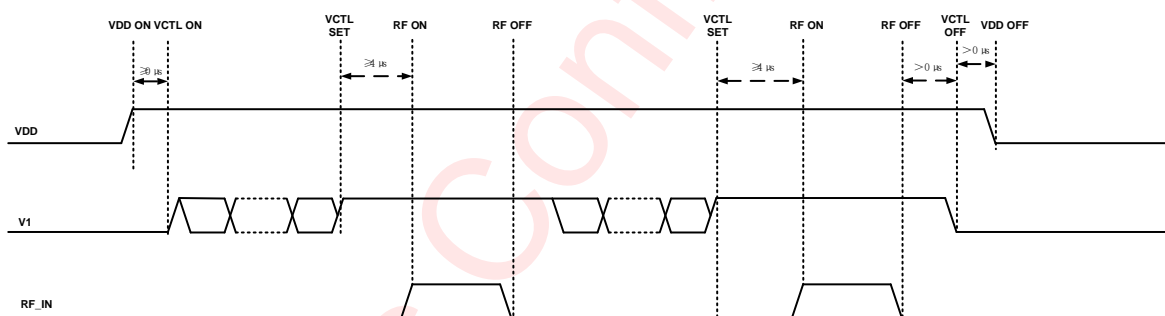 VDD ON VCTL ON VCTL SET RF ON RF OFF VCTL SET RF ON RF OFF VCTL OFF VDD OFF
≥0 μs ≥4 μs ≥4 μs >0 μs >0 μs
VDD
V1
RF_IN
Conf